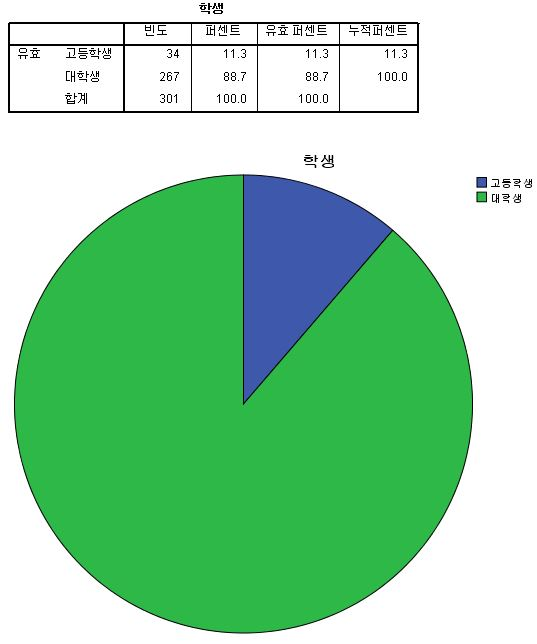 학생
빈도 퍼센트 유효 퍼센트 누적퍼센트
유효 고등학생 34 11.3 11.3 11.3
대학생 267 88.7 88.7 100.0
합계 301 100.0 100.0
학생
고등학생
대학생